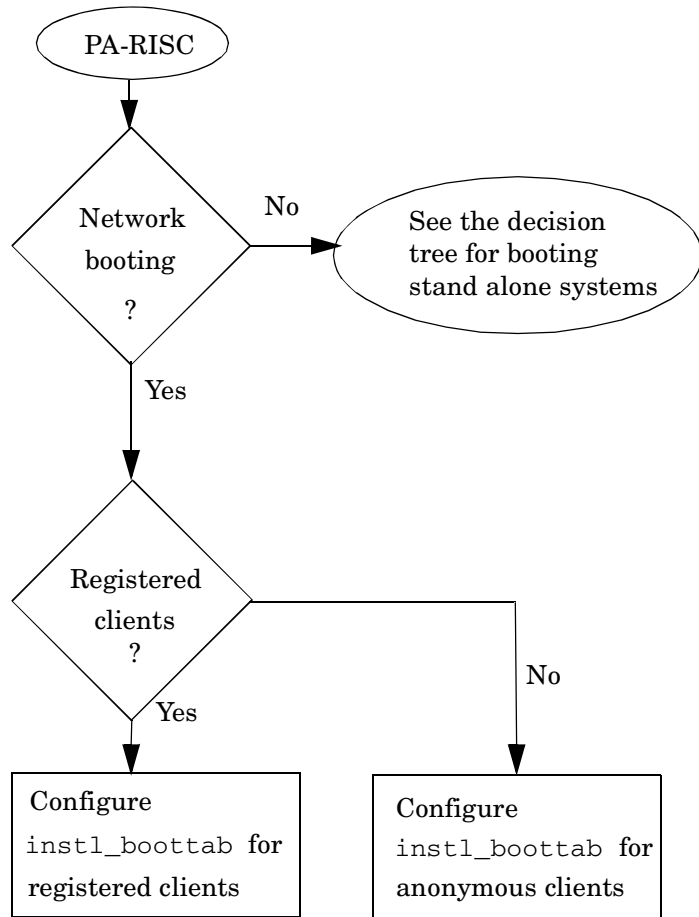 PA-RISC
Network
booting
?
No
See the decision
tree for booting
stand alone systems
Yes
Registered
clients
?
No
Yes
Configure
instl_boottab for
registered clients
Configure
instl_boottab for
anonymous clients